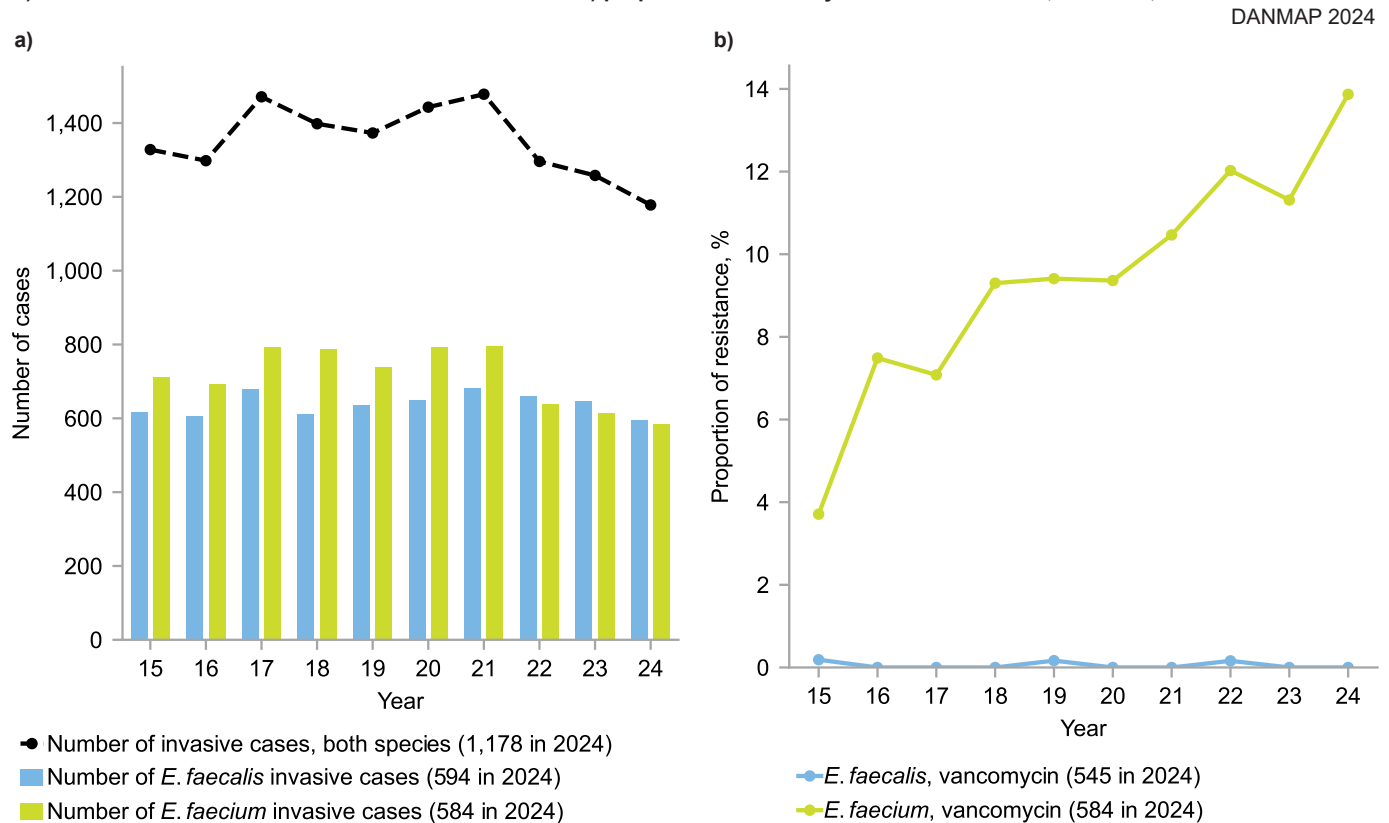 DANMAP 2024
a)
b)
Number of cases
1,400
1,200
1,000
800
600
400
200
0
15 16 17 18 19 20 21 22 23 24
Year
Number of invasive cases, both species (1,178 in 2024)
Number of E. faecalis invasive cases (594 in 2024)
Number of E. faecium invasive cases (584 in 2024)
Proportion of resistance, %
14
12
10
8
6
4
2
0
15 16 17 18 19 20 21 22 23 24
Year
E. faecalis, vancomycin (545 in 2024)
E. faecium, vancomycin (584 in 2024)